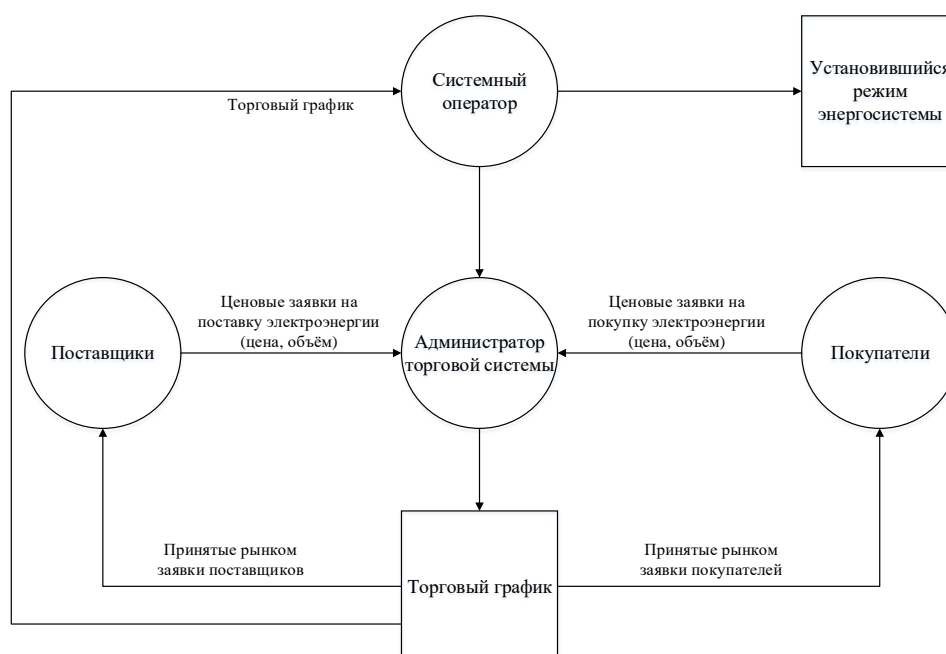 Системный
оператор
Установившийся
режим
энергосистемы
Торговый график
Ценовые заявки на
поставку электроэнергии
(цена, объём)
Ценовые заявки на
покупку электроэнергии
(цена, объём)
Поставщики
Администратор
торговой системы
Покупатели
Принятые рынком
заявки поставщиков
Торговый график
Принятые рынком
заявки покупателей